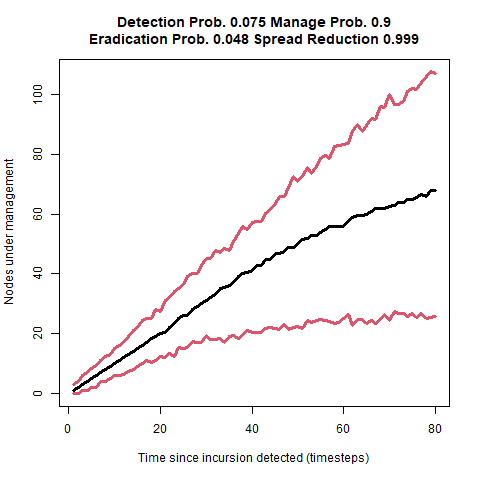 Detection Prob. 0.075 Manage Prob. 0.9
Eradication Prob. 0.048 Spread Reduction 0.999
Nodes under management
100
80
60
40
20
0
0 20 40 60 80
Time since incursion detected (timesteps)